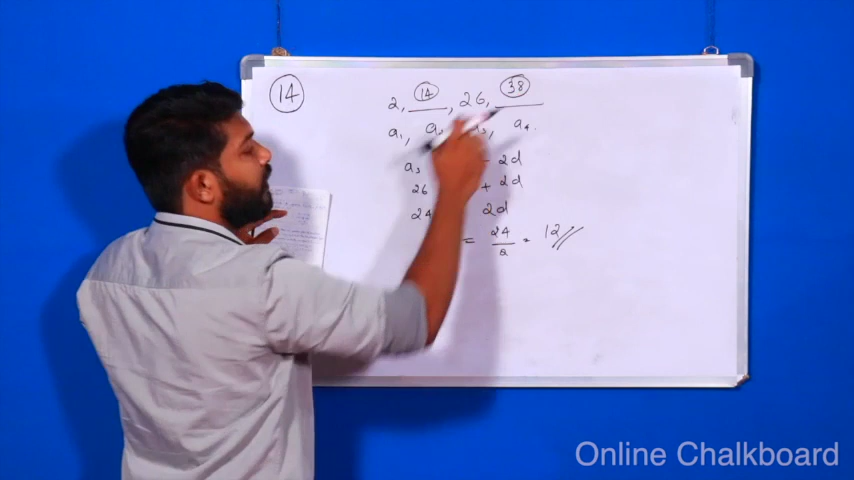 14
2, 14, 26, 38
a₁, a₂ a₃, a₄.
a₃ + 2d
26 + 2d
24 2d
= 24/2 = 12
Online Chalkboard